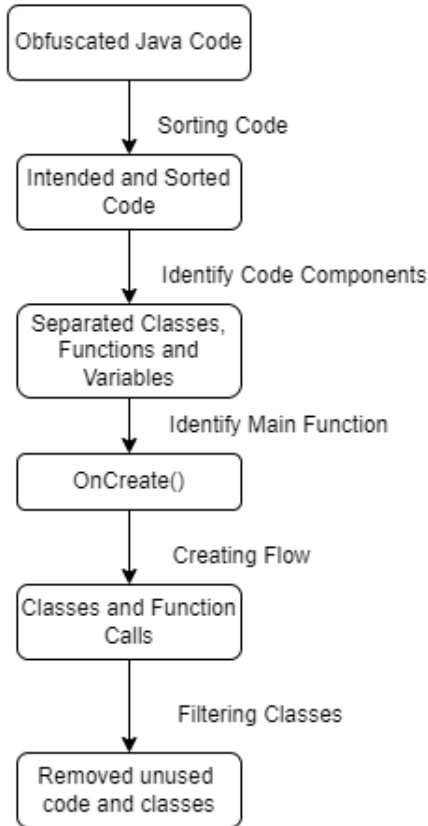 Obfuscated Java Code
Sorting Code
Intended and Sorted
Code
Identify Code Components
Separated Classes,
Functions and
Variables
Identify Main Function
OnCreate()
Creating Flow
Classes and Function
Calls
Filtering Classes
Removed unused
code and classes